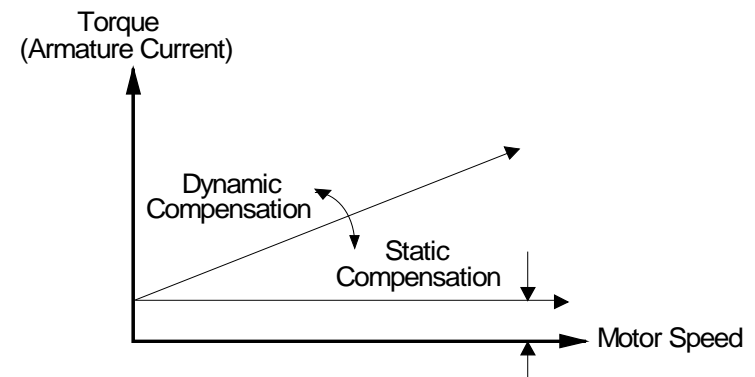 Torque
(Armature Current)
Dynamic
Compensation
Static
Compensation
Motor Speed